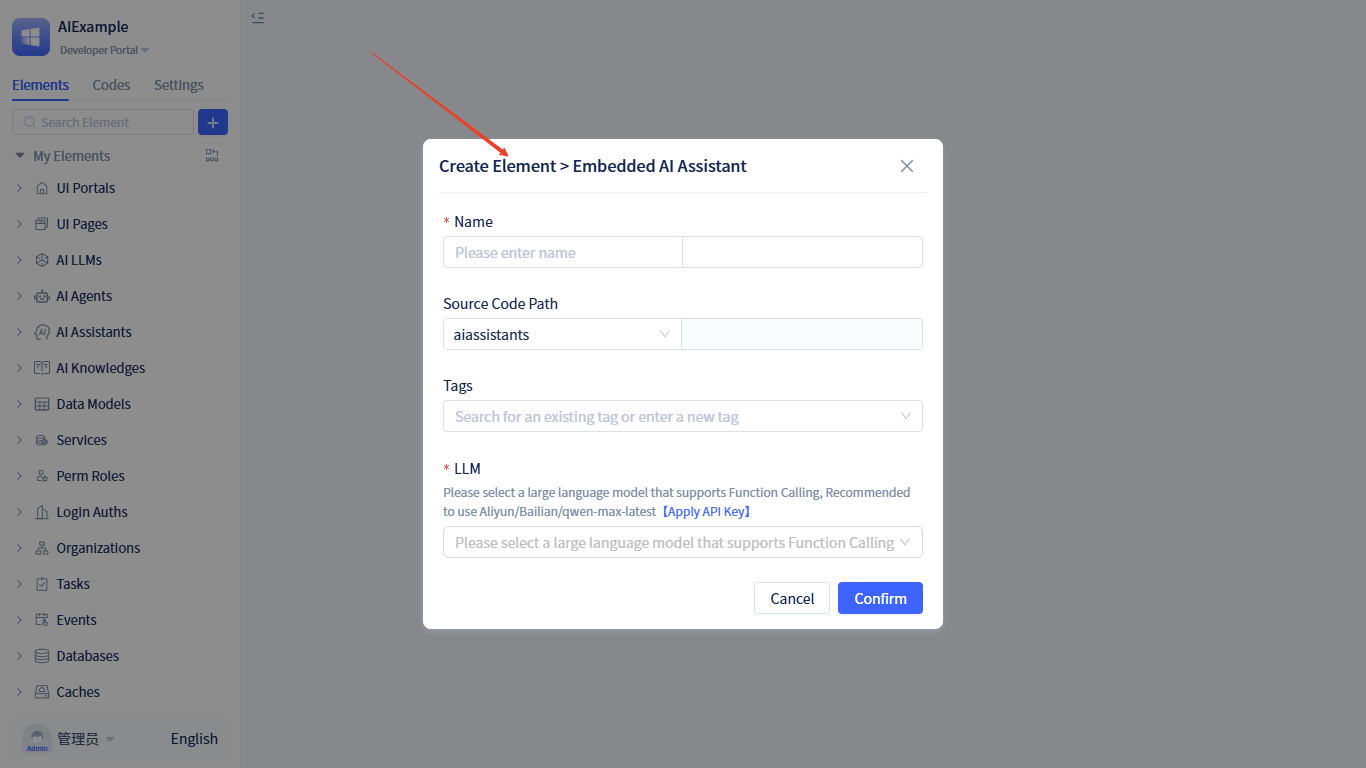 AIExample
Developer Portal
Elements Codes Settings
Search Element
My Elements
UI Portals
UI Pages
AI LLMs
AI Agents
AI Assistants
AI Knowledges
Data Models
Services
Perm Roles
Login Auths
Organizations
Tasks
Events
Databases
Caches
Admin
管理员
English
Create Element > Embedded AI Assistant
* Name
Please enter name
Source Code Path
aiassistants
Tags
Search for an existing tag or enter a new tag
* LLM
Please select a large language model that supports Function Calling, Recommended
to use Aliyun/Bailian/qwen-max-latest【Apply API Key】
Please select a large language model that supports Function Calling
Cancel Confirm